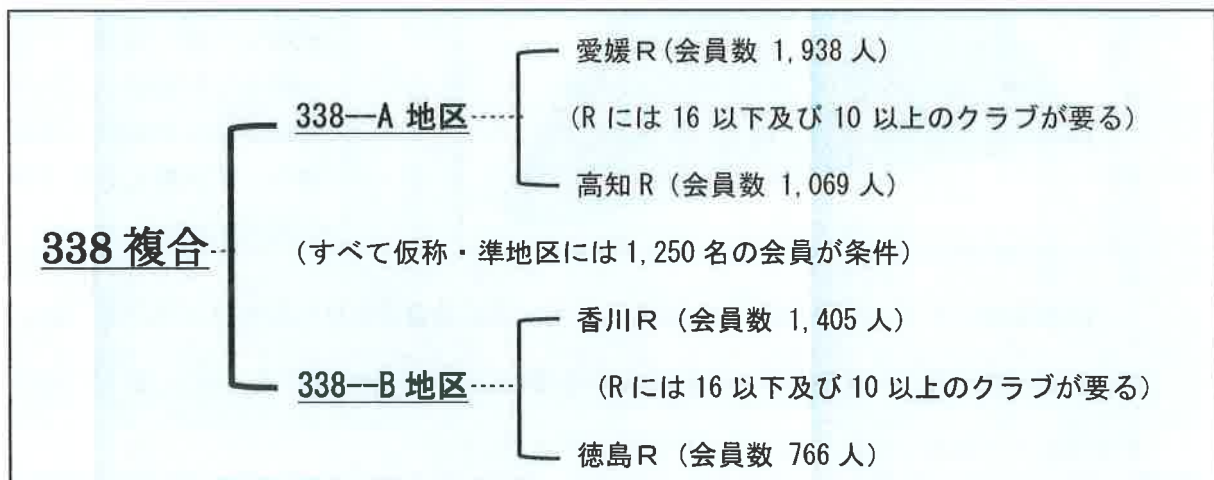 愛媛R(会員数 1,938 人)
338―A 地区
(R には 16 以下及び 10 以上のクラブが要る)
高知 R (会員数 1,069 人)
338 複合
(すべて仮称・準地区には 1,250 名の会員が条件)
香川R (会員数 1,405 人)
338―B 地区
(R には 16 以下及び 10 以上のクラブが要る)
徳島R (会員数 766 人)